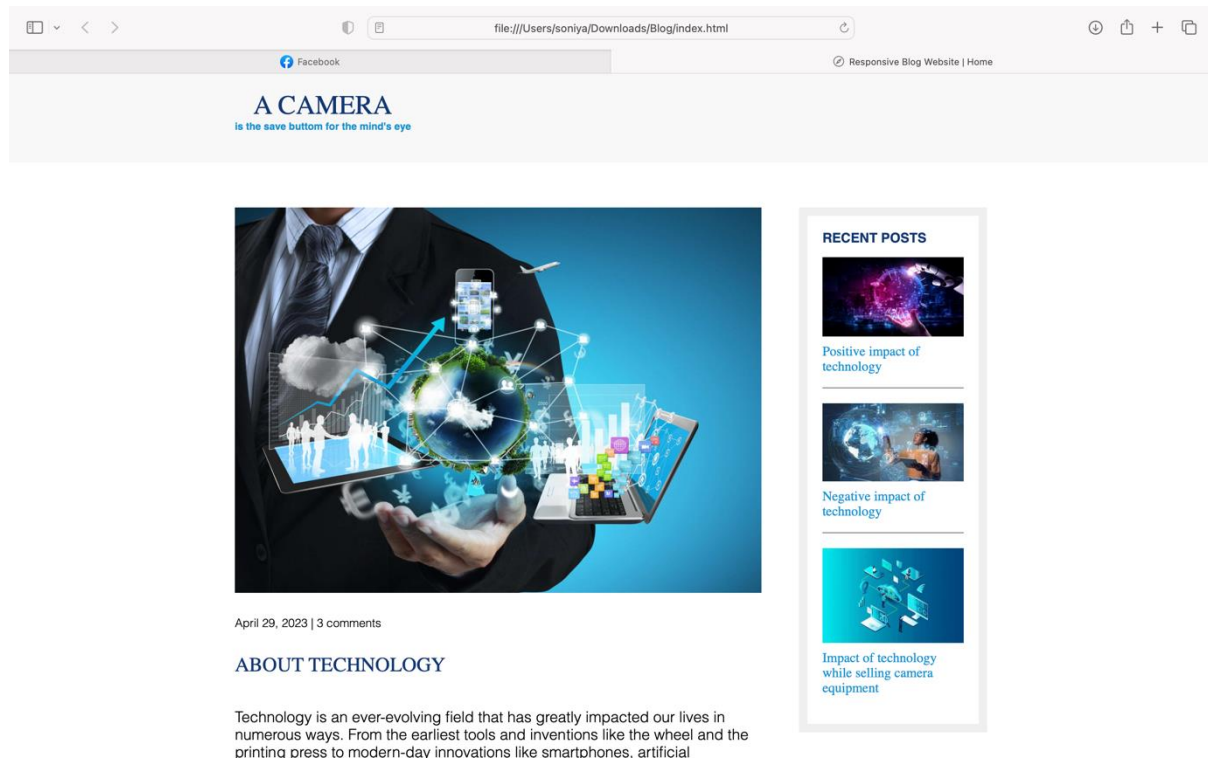 file:///Users/soniya/Downloads/Blog/index.html
Facebook
Responsive Blog Website | Home
A CAMERA
is the save buttom for the mind's eye
RECENT POSTS
Positive impact of
technology
Negative impact of
technology
Impact of technology
while selling camera
equipment
April 29, 2023 | 3 comments
ABOUT TECHNOLOGY
Technology is an ever-evolving field that has greatly impacted our lives in
numerous ways. From the earliest tools and inventions like the wheel and the
printing press to modern-day innovations like smartphones, artificial